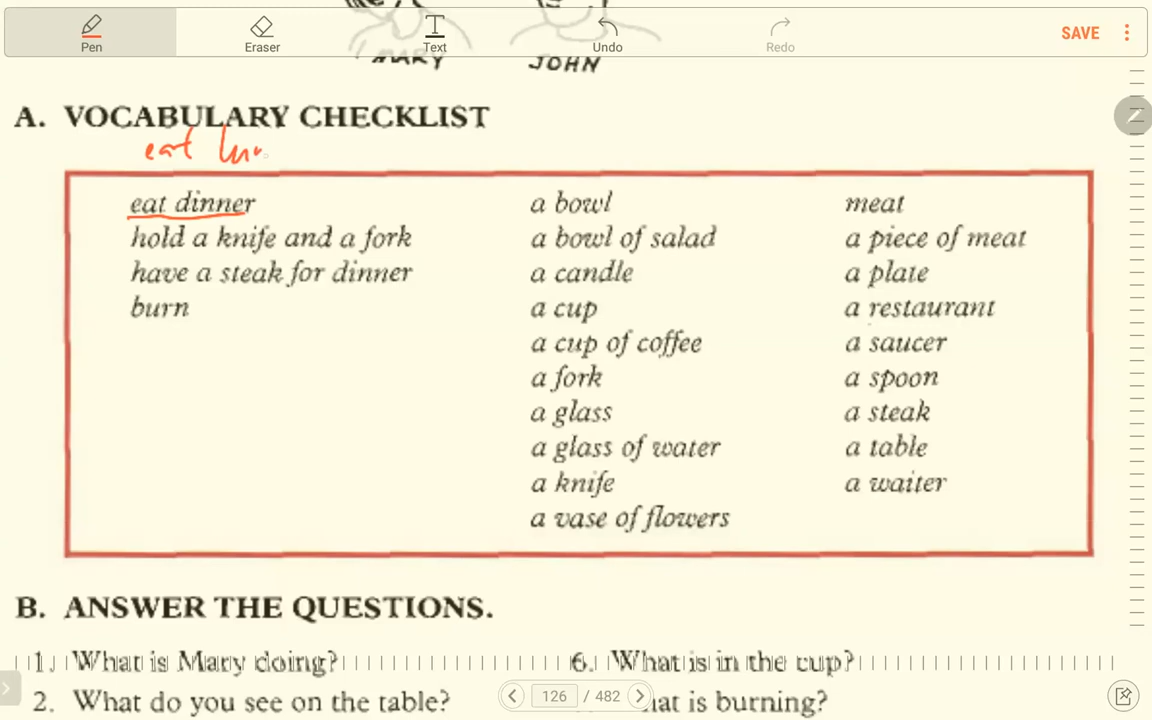 SAVE
Pen Eraser Text Undo Redo
MARY JOHN
A. VOCABULARY CHECKLIST
eat
eat dinner
hold a knife and a fork
have a steak for dinner
burn
a bowl
a bowl of salad
a candle
a cup
a cup of coffee
a fork
a glass
a glass of water
a knife
a vase of flowers
meat
a piece of meat
a plate
a restaurant
a saucer
a spoon
a steak
a table
a waiter
B. ANSWER THE QUESTIONS.
1. What is Mary doing?
2. What do you see on the table?
6. What is in the cup?
is burning?
126 / 482